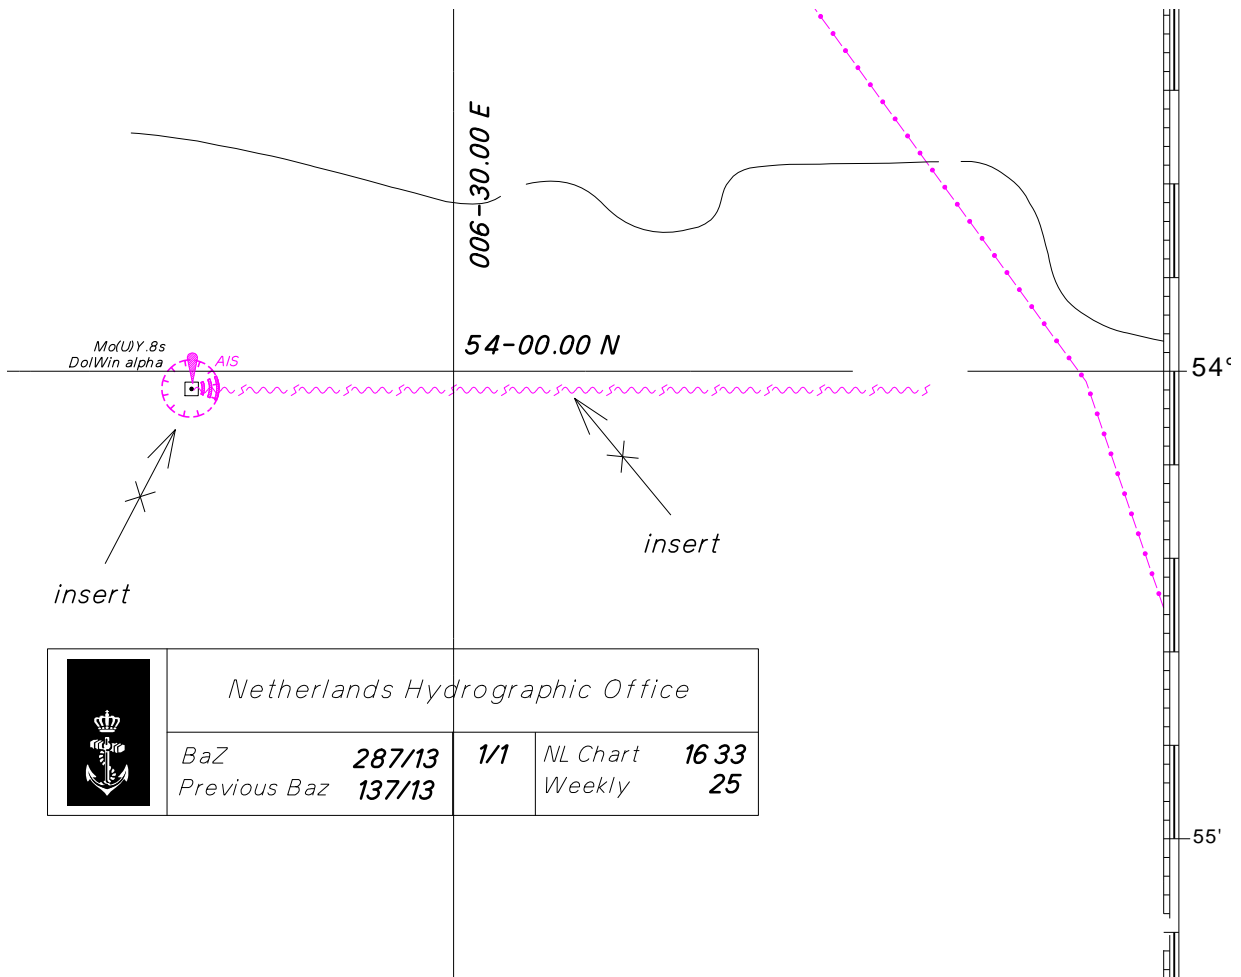 006-30.00 E
54-00.00 N
Mo(U)Y.8s
DolWin alpha
AIS
54°
insert
insert
Netherlands Hydrographic Office
BaZ 287/13 1/1 NL Chart 16 33
Previous Baz 137/13 Weekly 25
55'